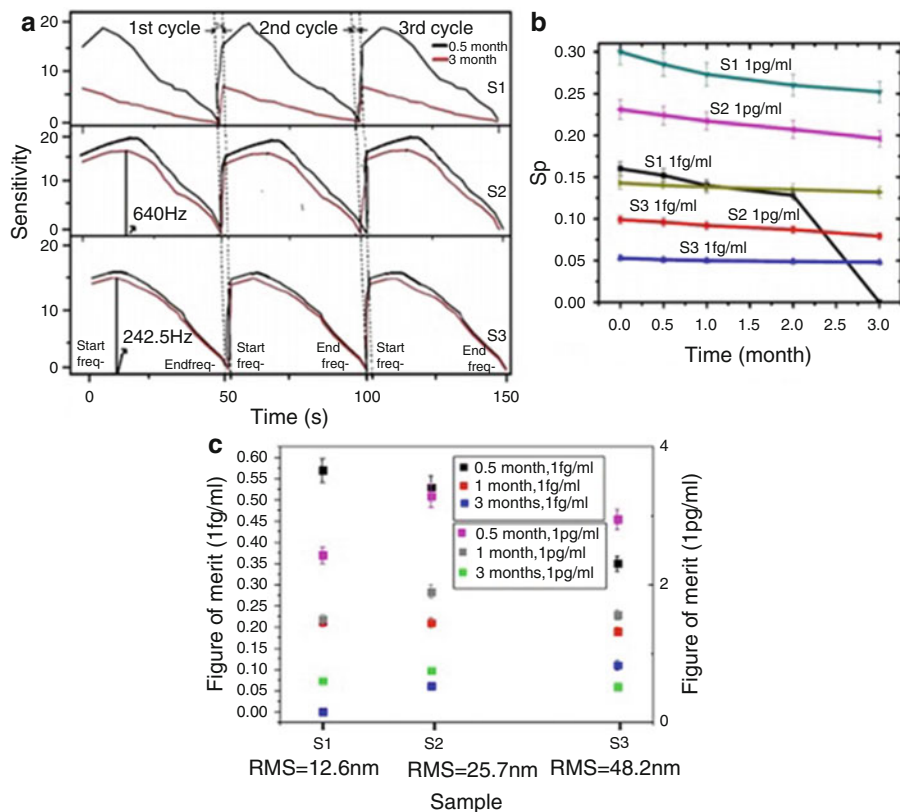 a
1st cycle
2nd cycle
3rd cycle
0.5 month
3 month
20
10
0
S1
20
10
0
S2
640Hz
20
10
0
S3
242.5Hz
Start freq-
Endfreq-
Start freq-
End freq-
Start freq-
End freq-
Sensitivity
0 50 100 150
Time (s)
b
0.30
0.25
0.20
0.15
0.10
0.05
0.00
Sp
S1 1pg/ml
S2 1pg/ml
S1 1fg/ml
S3 1fg/ml
S2 1pg/ml
S3 1fg/ml
0.0 0.5 1.0 2.0 3.0
Time (month)
c
Figure of merit (1fg/ml)
0.60
0.55
0.50
0.45
0.40
0.35
0.30
0.25
0.20
0.15
0.10
0.05
0.00
0.5 month,1fg/ml
1 month,1fg/ml
3 months,1fg/ml
0.5 month,1pg/ml
1 month,1pg/ml
3 months,1pg/ml
4
2
0
Figure of merit (1pg/ml)
S1 S2 S3
RMS=12.6nm RMS=25.7nm RMS=48.2nm
Sample